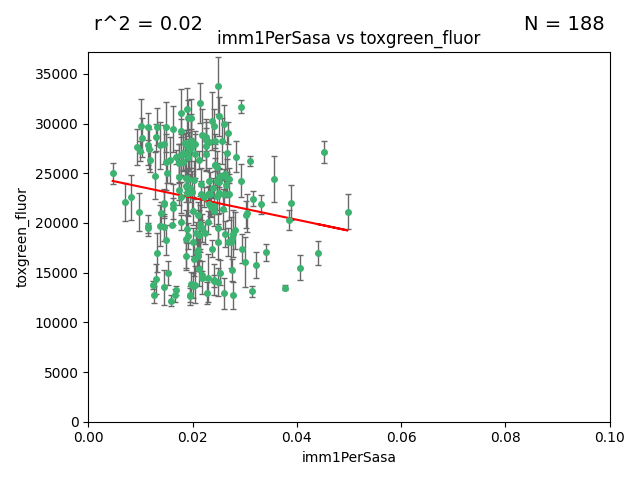 r^2 = 0.02
N = 188
imm1PerSasa vs toxgreen_fluor
35000
30000
25000
20000
15000
10000
5000
0
toxgreen_fluor
0.00
0.02
0.04
0.06
0.08
0.10
imm1PerSasa